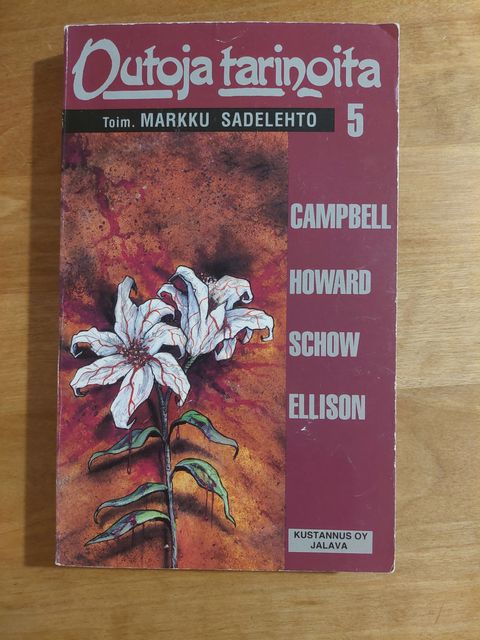 Outoja tarinoita
Toim. MARKKU SADELEHTO
5
CAMPBELL
HOWARD
SCHOW
ELLISON
KUSTANNUS OY
JALAVA